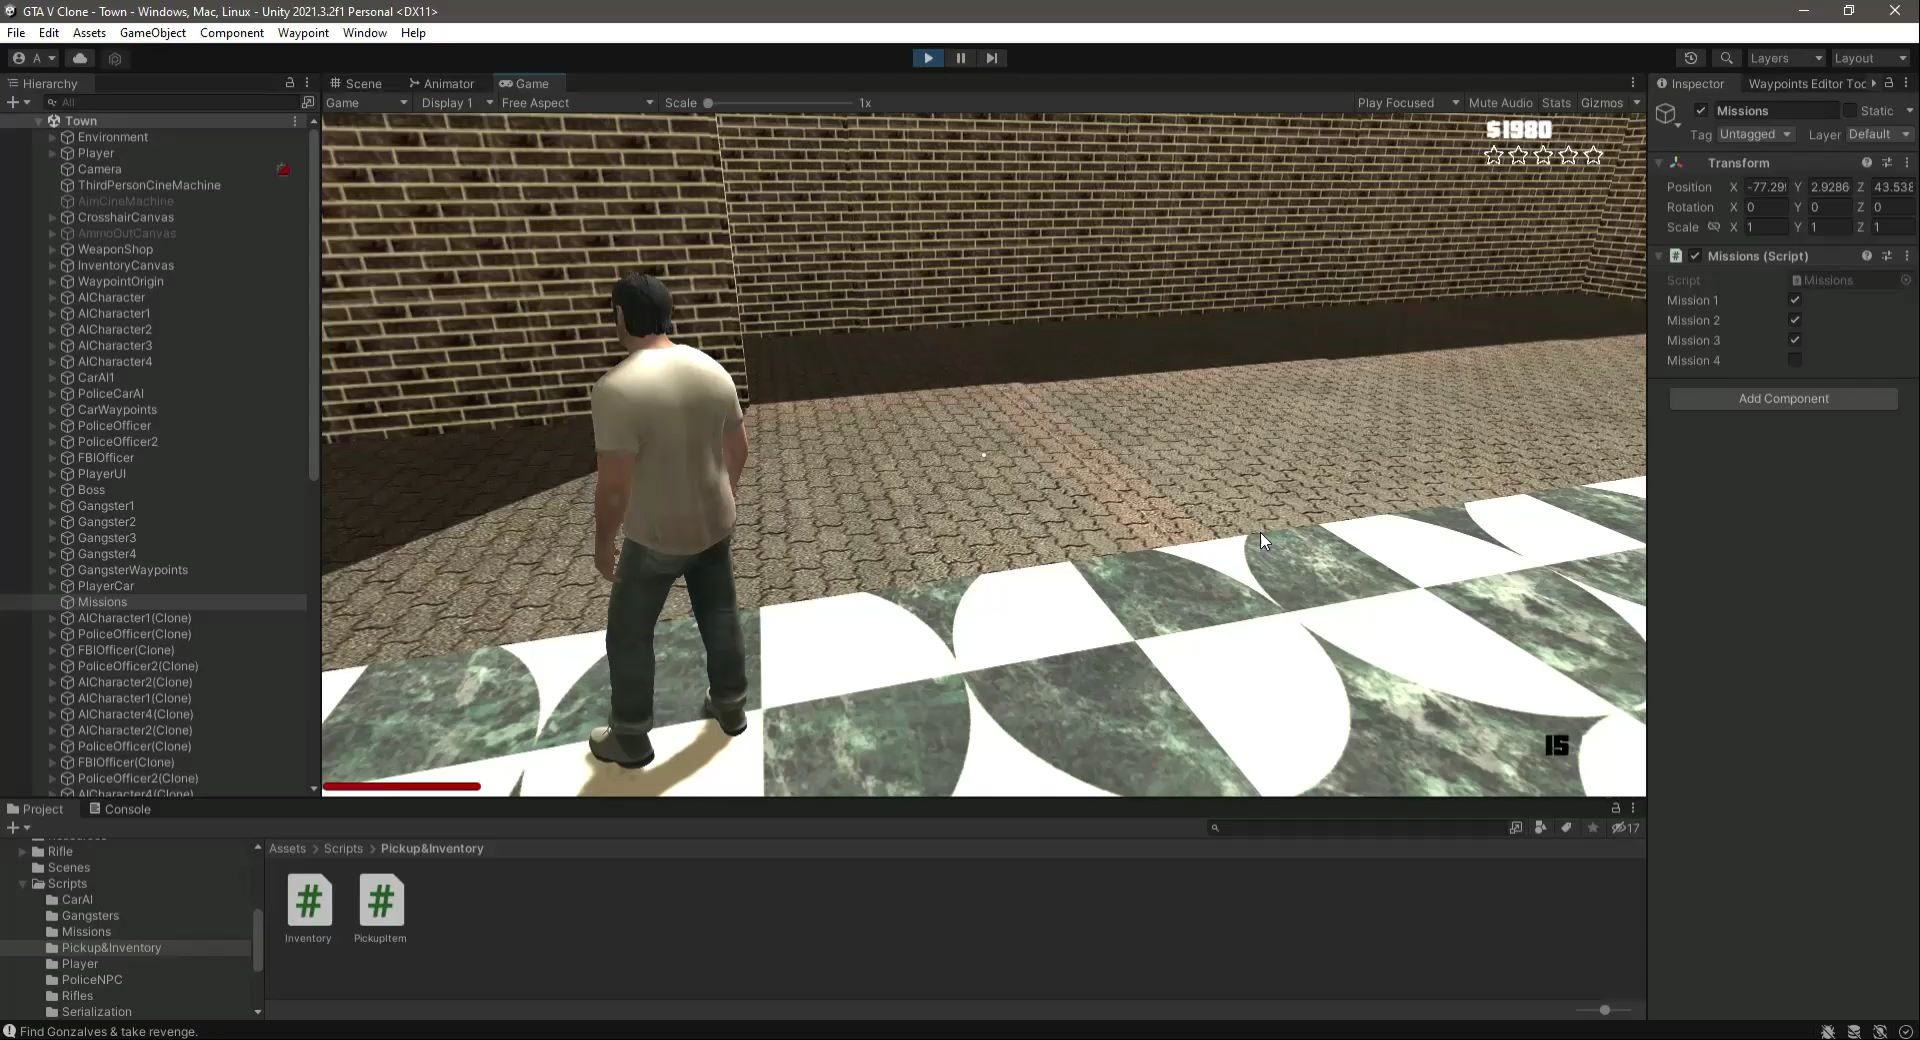 GTA V Clone - Town - Windows, Mac, Linux - Unity 2021.3.2f1 Personal <DX11>
File Edit Assets GameObject Component Waypoint Window Help
A Layers Layout
Hierarchy Scene Animator Game Inspector Waypoints Editor Toc
All Game Display 1 Free Aspect Scale 1x Play Focused Mute Audio Stats Gizmos
Missions Static
Tag Untagged Layer Default
Transform
Position X -77.29 Y 2.9286 Z 43.538
Rotation X 0 Y 0 Z 0
Scale X 1 Y 1 Z 1
Missions (Script)
Script Missions
Mission 1
Mission 2
Mission 3
Mission 4
Add Component
Town
Environment
Player
Camera
ThirdPersonCineMachine
AimCineMachine
CrosshairCanvas
AmmoOutCanvas
WeaponShop
InventoryCanvas
WaypointOrigin
AICharacter
AICharacter1
AICharacter2
AICharacter3
AICharacter4
CarAI1
PoliceCarAI
CarWaypoints
PoliceOfficer
PoliceOfficer2
FBIOfficer
PlayerUI
Boss
Gangster1
Gangster2
Gangster3
Gangster4
GangsterWaypoints
PlayerCar
Missions
AICharacter1(Clone)
PoliceOfficer(Clone)
FBIOfficer(Clone)
PoliceOfficer2(Clone)
AICharacter2(Clone)
AICharacter1(Clone)
AICharacter4(Clone)
AICharacter2(Clone)
PoliceOfficer(Clone)
FBIOfficer(Clone)
PoliceOfficer2(Clone)
AICharacter4(Clone)
$1980
15
Project Console
17
Resources
Rifle
Scenes
Scripts
CarAI
Gangsters
Missions
Pickup&Inventory
Player
PoliceNPC
Rifles
Serialization
Assets > Scripts > Pickup&Inventory
Inventory PickupItem
Find Gonzalves & take revenge.